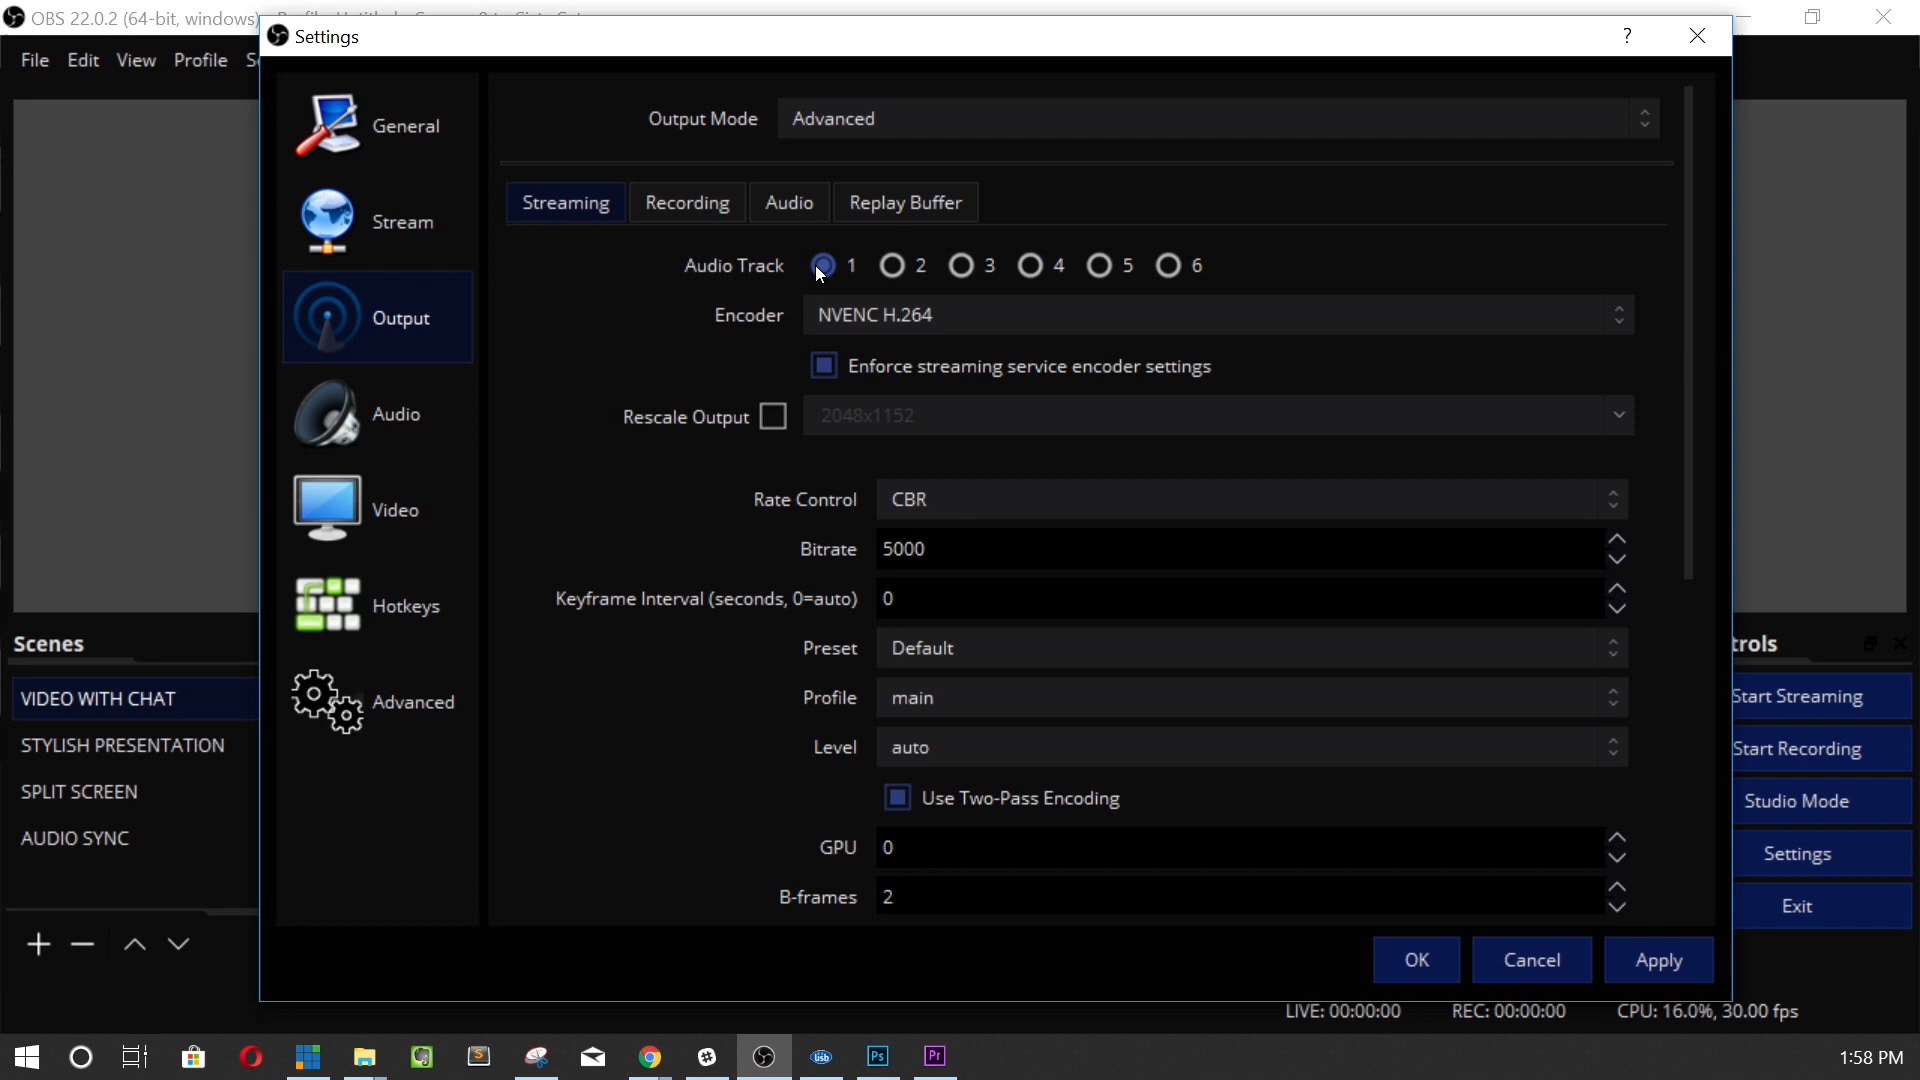 OBS 22.0.2 (64-bit, windows)
Settings
?
File Edit View Profile
General
Stream
Output
Audio
Video
Hotkeys
Advanced
Output Mode Advanced
Streaming Recording Audio Replay Buffer
Audio Track 1 2 3 4 5 6
Encoder NVENC H.264
Enforce streaming service encoder settings
Rescale Output 2048x1152
Rate Control CBR
Bitrate 5000
Keyframe Interval (seconds, 0=auto) 0
Preset Default
Profile main
Level auto
Use Two-Pass Encoding
GPU 0
B-frames 2
OK Cancel Apply
Scenes
VIDEO WITH CHAT
STYLISH PRESENTATION
SPLIT SCREEN
AUDIO SYNC
trols
Start Streaming
Start Recording
Studio Mode
Settings
Exit
LIVE: 00:00:00 REC: 00:00:00 CPU: 16.0%, 30.00 fps
S usb Ps Pr
1:58 PM